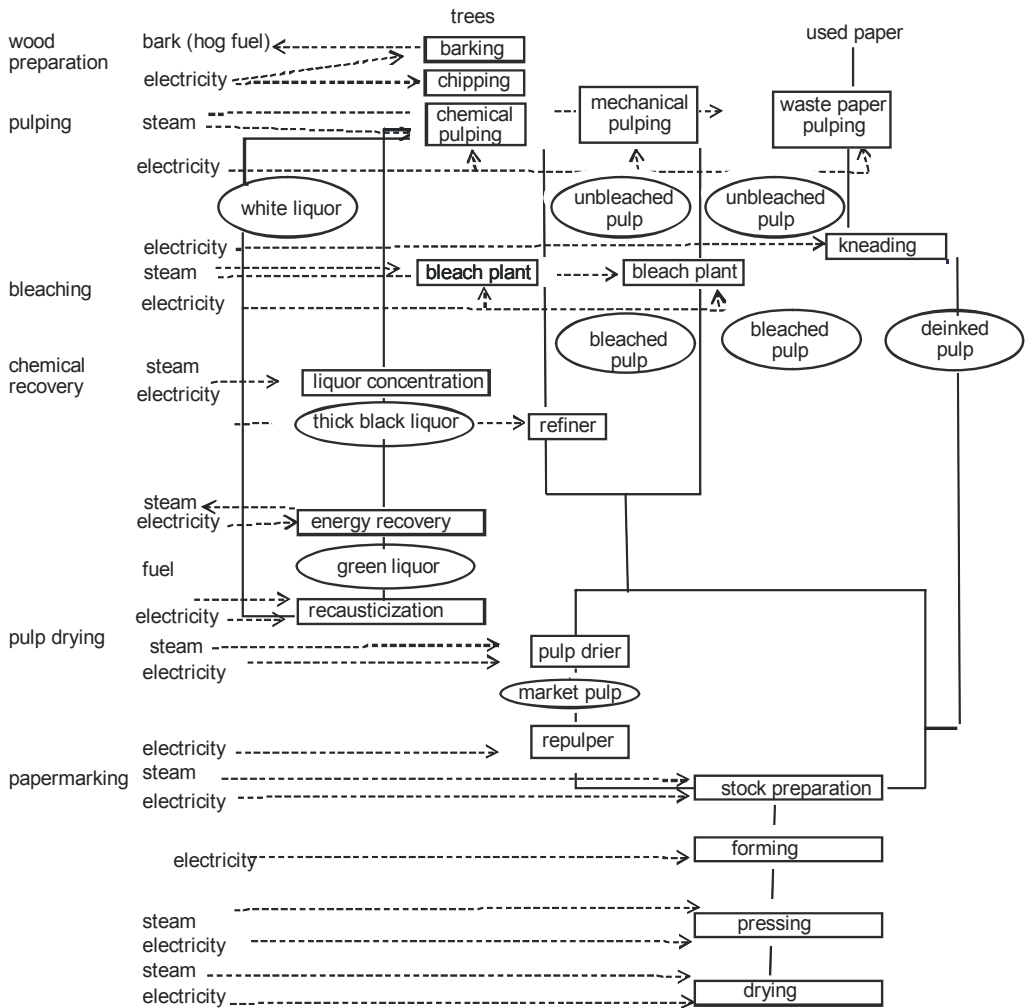 trees
wood
preparation
bark (hog fuel)
barking
used paper
electricity
chipping
pulping
steam
chemical
pulping
mechanical
pulping
waste paper
pulping
electricity
white liquor
unbleached
pulp
unbleached
pulp
electricity
kneading
bleaching
steam
bleach plant
bleach plant
electricity
bleached
pulp
bleached
pulp
deinked
pulp
chemical
recovery
steam
electricity
liquor concentration
thick black liquor
refiner
steam
electricity
energy recovery
fuel
green liquor
electricity
recausticization
pulp drying
steam
electricity
pulp drier
market pulp
electricity
repulper
papermarking
steam
electricity
stock preparation
electricity
forming
steam
electricity
pressing
steam
electricity
drying